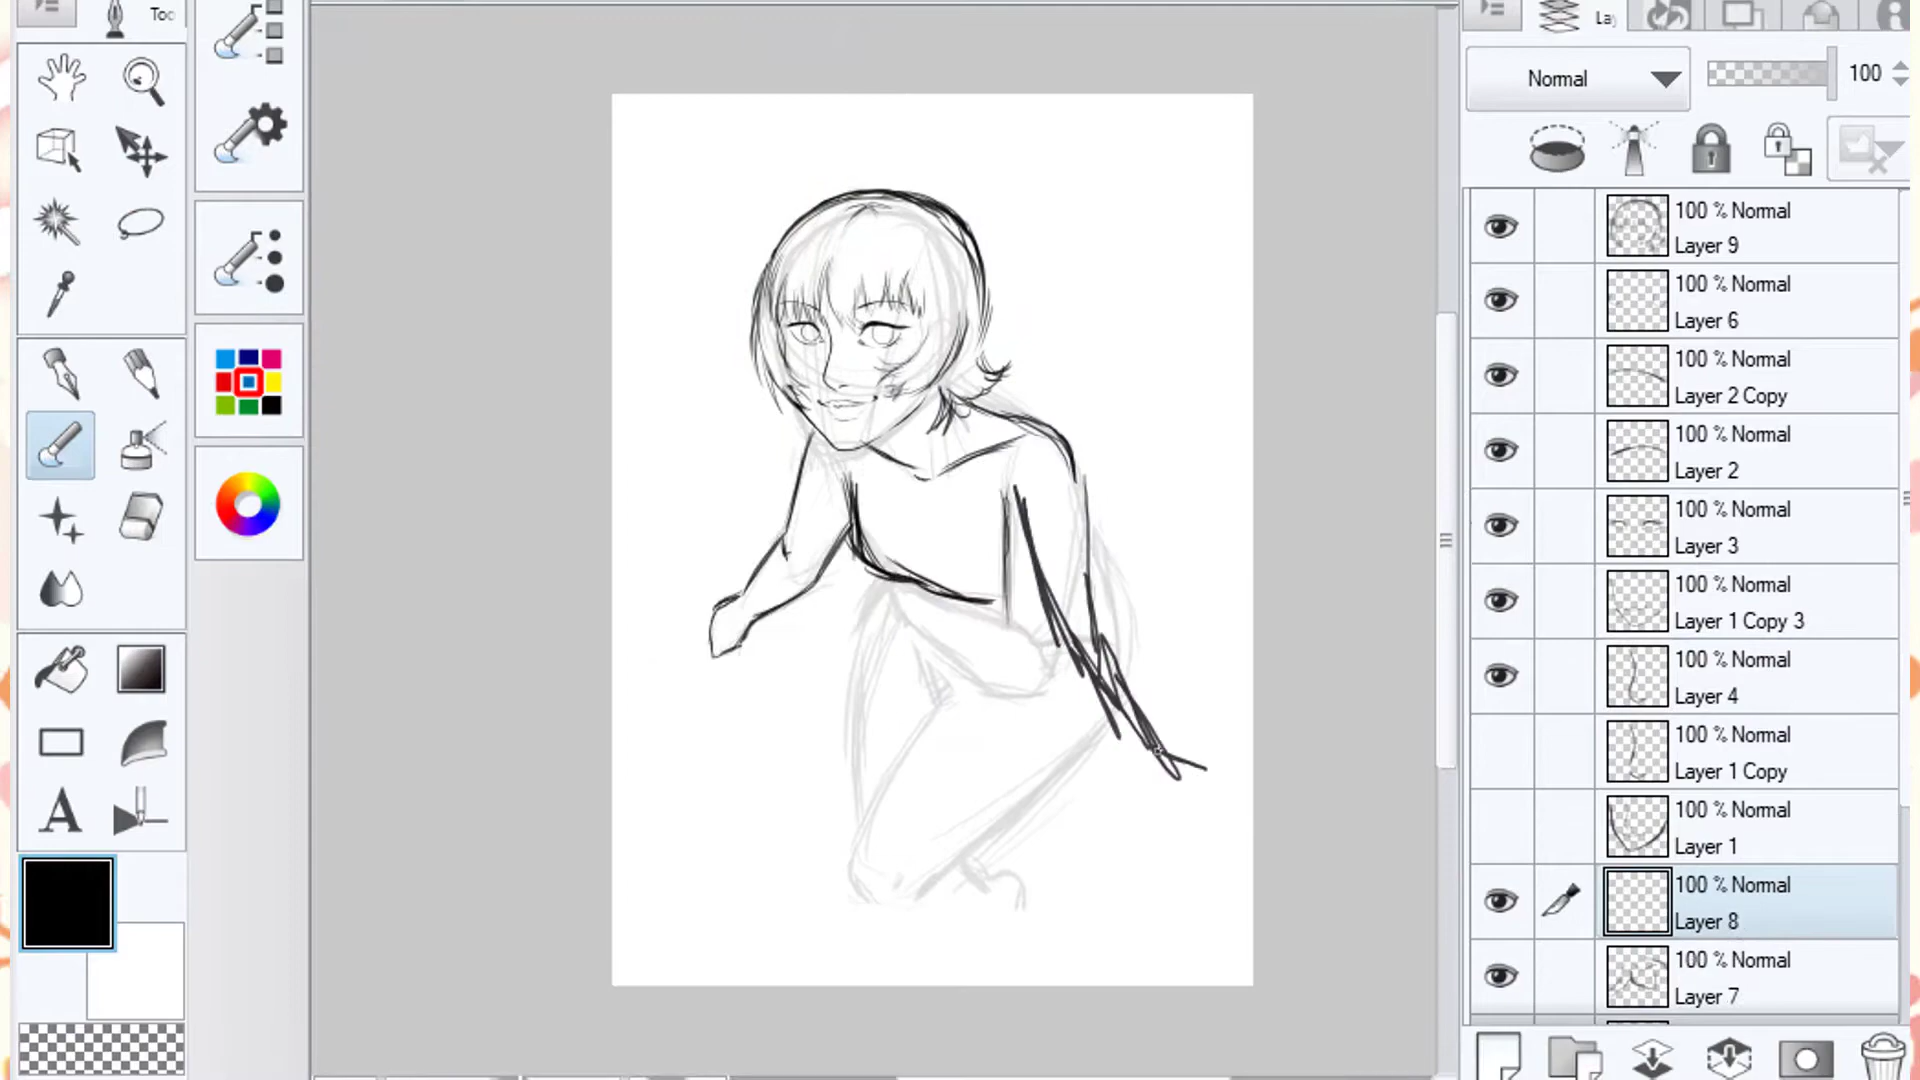 Toc
La
Normal
100
100 % Normal
Layer 9
100 % Normal
Layer 6
100 % Normal
Layer 2 Copy
100 % Normal
Layer 2
100 % Normal
Layer 3
100 % Normal
Layer 1 Copy 3
100 % Normal
Layer 4
100 % Normal
Layer 1 Copy
100 % Normal
Layer 1
100 % Normal
Layer 8
100 % Normal
Layer 7